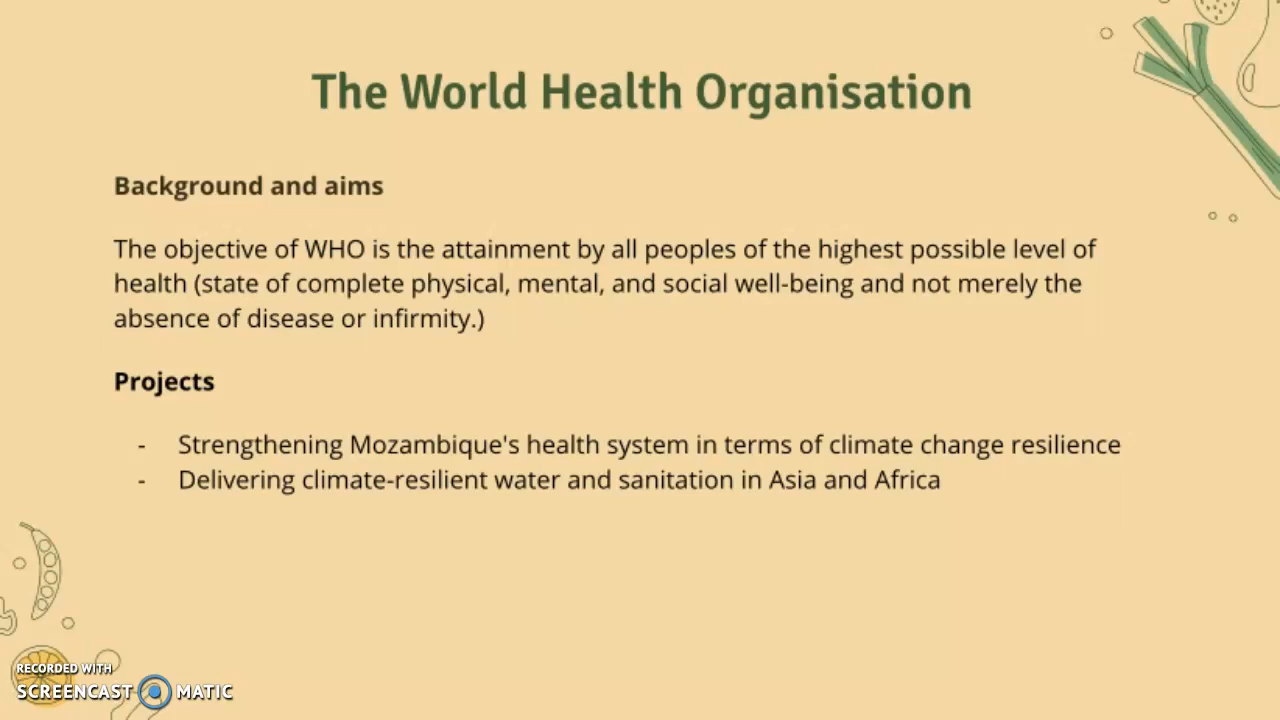 The World Health Organisation
Background and aims
The objective of WHO is the attainment by all peoples of the highest possible level of
health (state of complete physical, mental, and social well-being and not merely the
absence of disease or infirmity.)
Projects
- Strengthening Mozambique's health system in terms of climate change resilience
- Delivering climate-resilient water and sanitation in Asia and Africa
RECORDED WITH
SCREENCAST MATIC